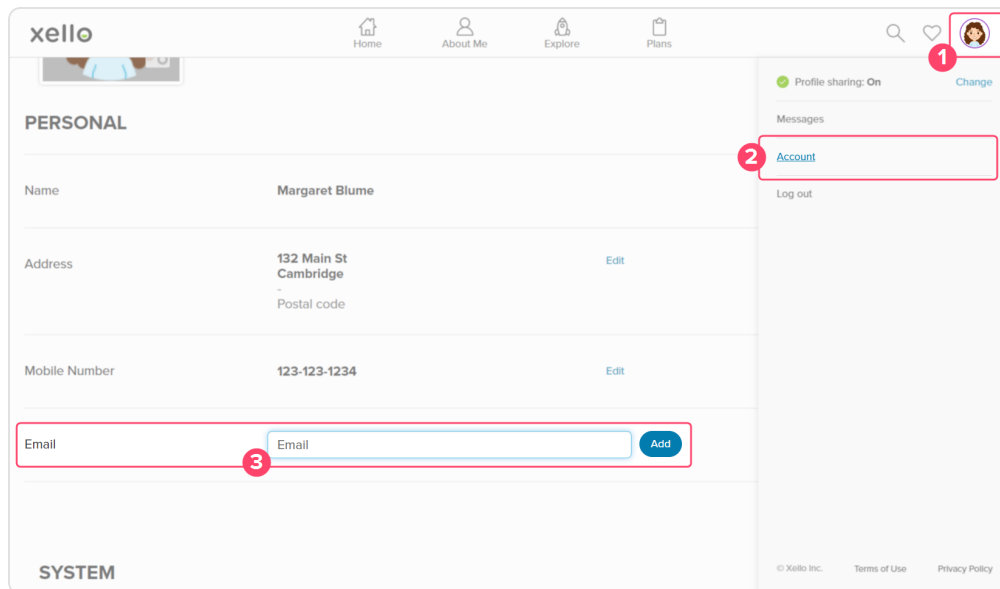 xello
Home
About Me
Explore
Plans
1
Profile sharing: On
Change
Messages
2
Account
Log out
PERSONAL
Name
Margaret Blume
Address
132 Main St
Cambridge
-
Postal code
Edit
Mobile Number
123-123-1234
Edit
Email
Email
Add
3
SYSTEM
© Xello Inc.
Terms of Use
Privacy Policy